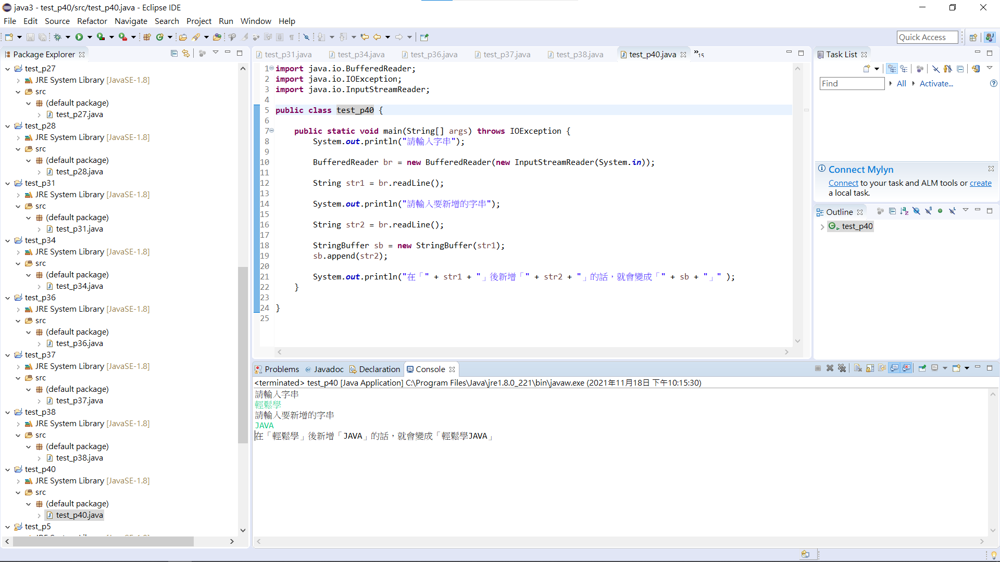 java3 - test_p40/src/test_p40.java - Eclipse IDE
File Edit Source Refactor Navigate Search Project Run Window Help
Quick Access
Package Explorer
test_p27
JRE System Library [JavaSE-1.8]
src
(default package)
test_p27.java
test_p28
JRE System Library [JavaSE-1.8]
src
(default package)
test_p28.java
test_p31
JRE System Library [JavaSE-1.8]
src
(default package)
test_p31.java
test_p34
JRE System Library [JavaSE-1.8]
src
(default package)
test_p34.java
test_p36
JRE System Library [JavaSE-1.8]
src
(default package)
test_p36.java
test_p37
JRE System Library [JavaSE-1.8]
src
(default package)
test_p37.java
test_p38
JRE System Library [JavaSE-1.8]
src
(default package)
test_p38.java
test_p40
JRE System Library [JavaSE-1.8]
src
(default package)
test_p40.java
test_p5
test_p31.java test_p34.java test_p36.java test_p37.java test_p38.java test_p40.java »15
1 import java.io.BufferedReader;
2 import java.io.IOException;
3 import java.io.InputStreamReader;
4
5 public class test_p40 {
6
7 public static void main(String[] args) throws IOException {
8 System.out.println("請輸入字串");
9
10 BufferedReader br = new BufferedReader(new InputStreamReader(System.in));
11
12 String str1 = br.readLine();
13
14 System.out.println("請輸入要新增的字串");
15
16 String str2 = br.readLine();
17
18 StringBuffer sb = new StringBuffer(str1);
19 sb.append(str2);
20
21 System.out.println("在「" + str1 + "」後新增「" + str2 + "」的話，就會變成「" + sb + "」" );
22 }
23
24 }
25
Problems @ Javadoc Declaration Console
<terminated> test_p40 [Java Application] C:\Program Files\Java\jre1.8.0_221\bin\javaw.exe (2021年11月18日 下午10:15:30)
請輸入字串
輕鬆學
請輸入要新增的字串
JAVA
在「輕鬆學」後新增「JAVA」的話，就會變成「輕鬆學JAVA」
Task List
Find All Activate...
Connect Mylyn
Connect to your task and ALM tools or create
a local task.
Outline
test_p40